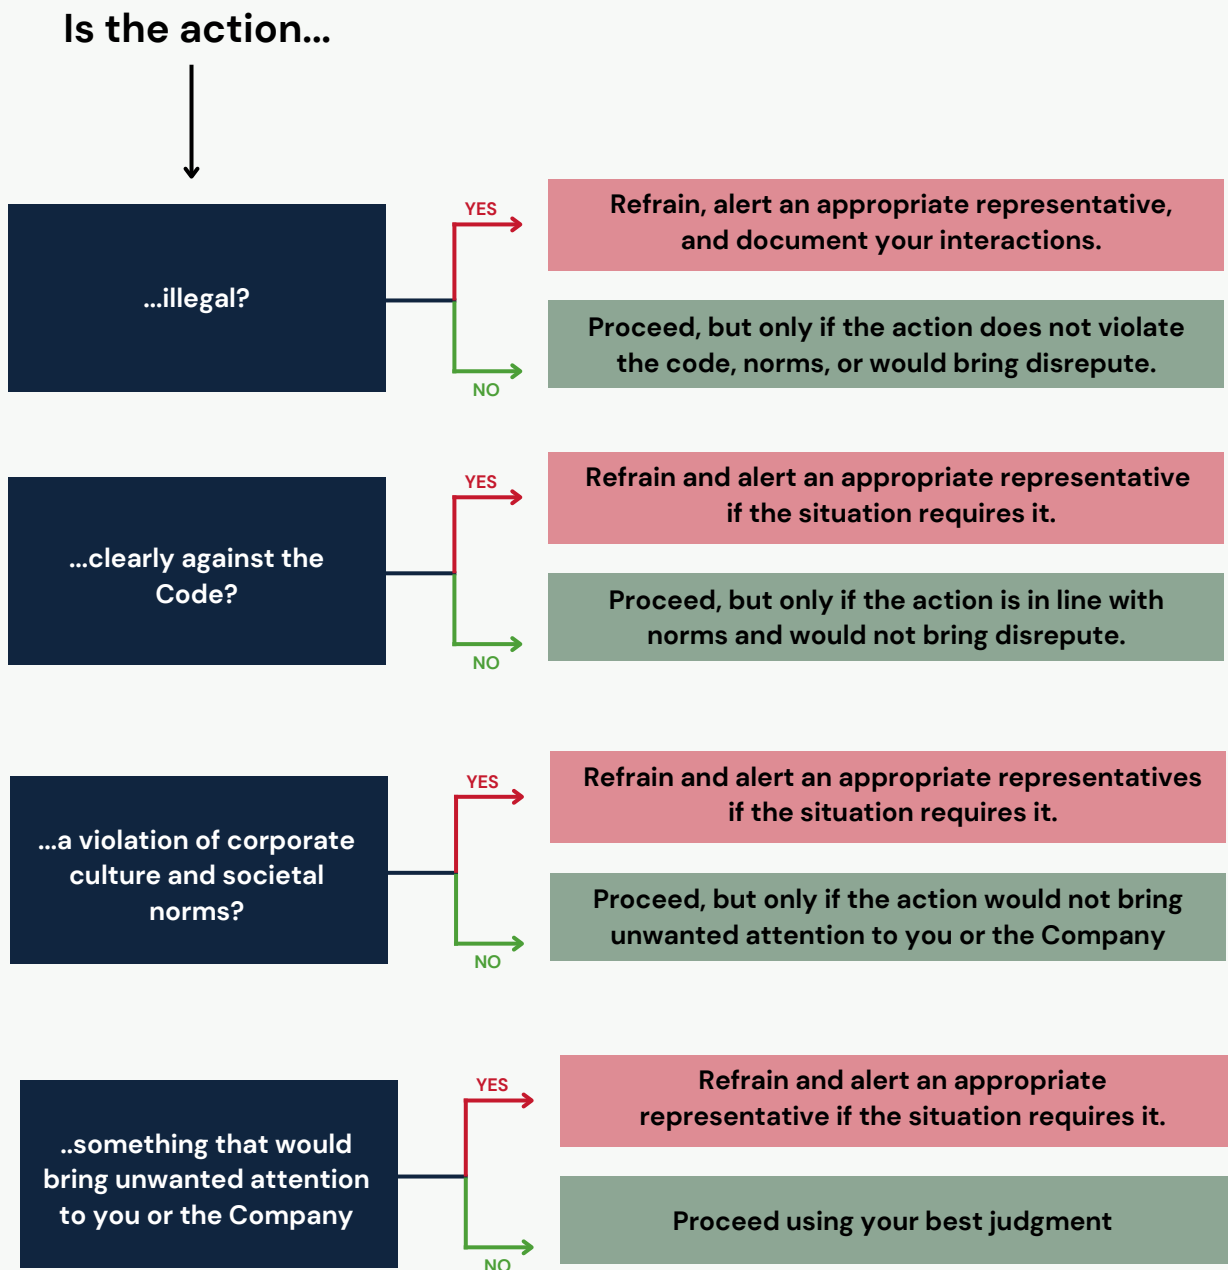 Is the action...
...illegal?
YES
Refrain, alert an appropriate representative,
and document your interactions.
NO
Proceed, but only if the action does not violate
the code, norms, or would bring disrepute.
...clearly against the
Code?
YES
Refrain and alert an appropriate representative
if the situation requires it.
NO
Proceed, but only if the action is in line with
norms and would not bring disrepute.
...a violation of corporate
culture and societal
norms?
YES
Refrain and alert an appropriate representatives
if the situation requires it.
NO
Proceed, but only if the action would not bring
unwanted attention to you or the Company
..something that would
bring unwanted attention
to you or the Company
YES
Refrain and alert an appropriate
representative if the situation requires it.
NO
Proceed using your best judgment